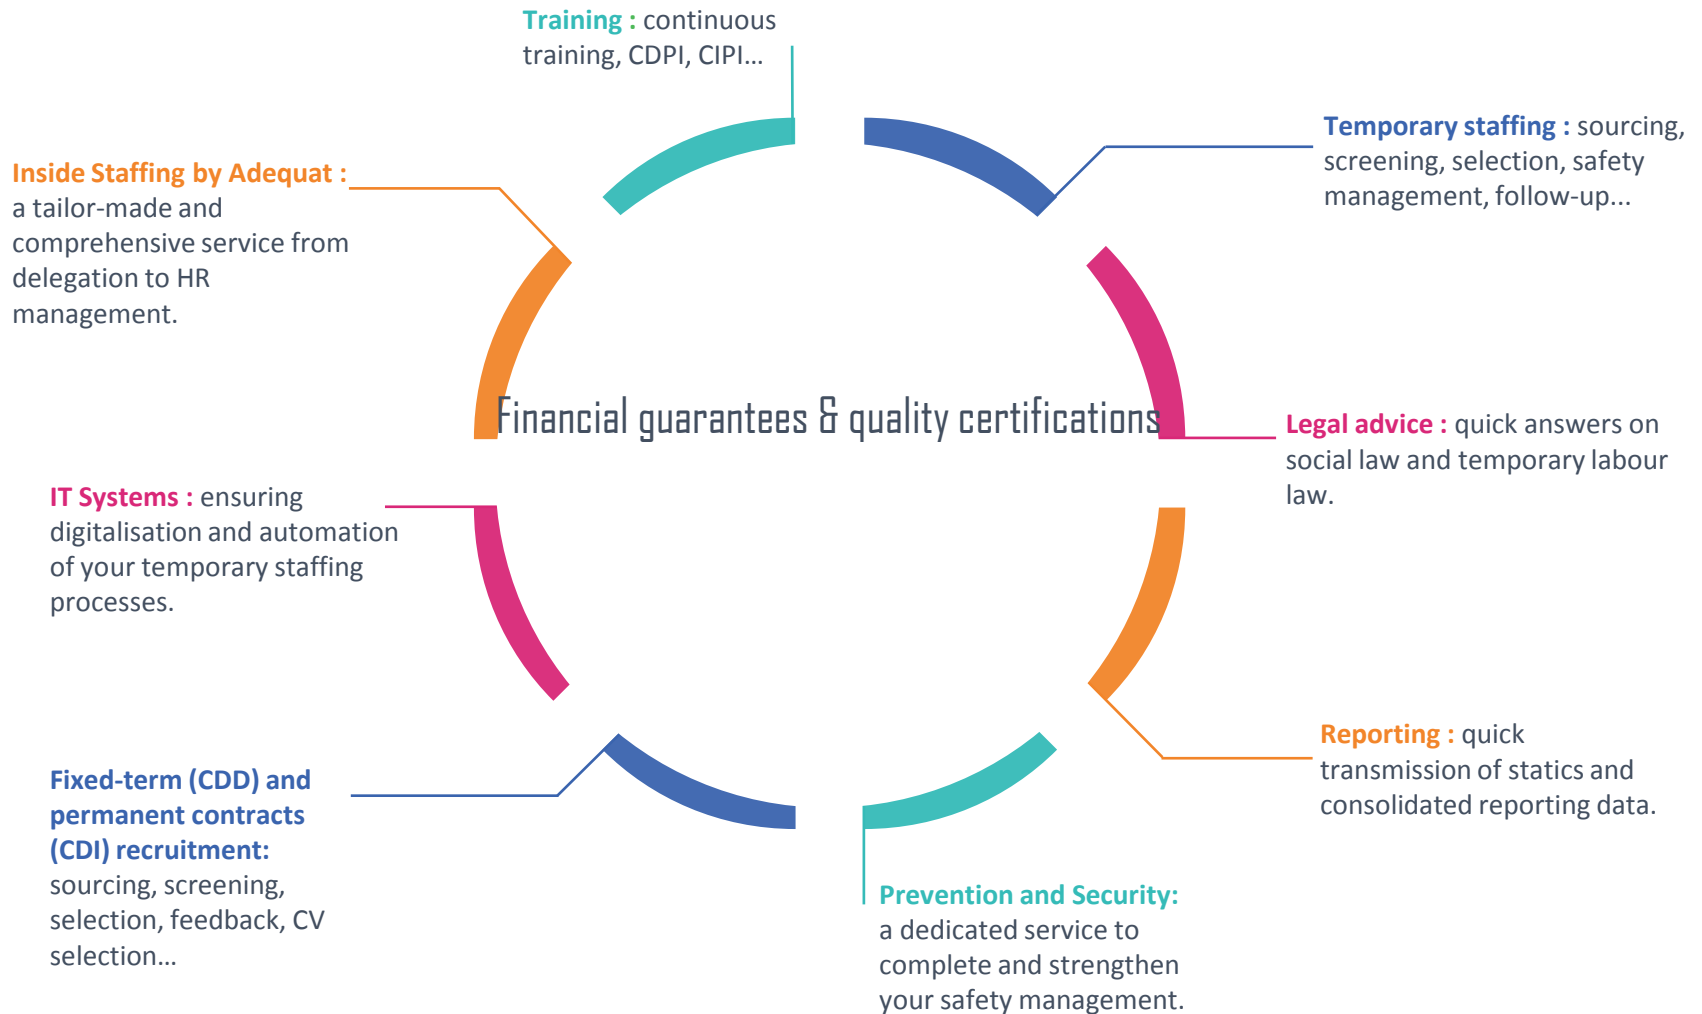 Training : continuous
training, CDPI, CIPI...
Temporary staffing : sourcing,
screening, selection, safety
management, follow-up...
Inside Staffing by Adequat :
a tailor-made and
comprehensive service from
delegation to HR
management.
Financial guarantees & quality certifications
Legal advice : quick answers on
social law and temporary labour
law.
IT Systems : ensuring
digitalisation and automation
of your temporary staffing
processes.
Reporting : quick
transmission of statics and
consolidated reporting data.
Fixed-term (CDD) and
permanent contracts
(CDI) recruitment:
sourcing, screening,
selection, feedback, CV
selection...
Prevention and Security:
a dedicated service to
complete and strengthen
your safety management.